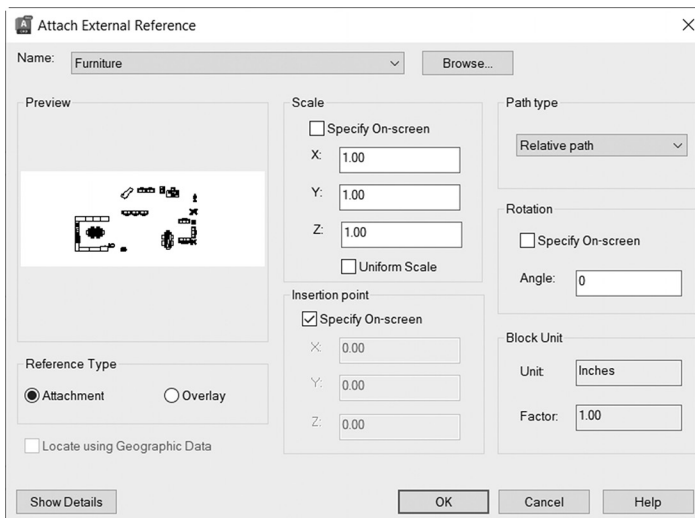 Attach External Reference
Name:
Furniture
Browse...
Preview
Reference Type
Attachment
Overlay
Locate using Geographic Data
Show Details
Scale
Specify On-screen
X:
1.00
Y:
1.00
Z:
1.00
Uniform Scale
Insertion point
Specify On-screen
X:
0.00
Y:
0.00
Z:
0.00
Path type
Relative path
Rotation
Specify On-screen
Angle:
0
Block Unit
Unit:
Inches
Factor:
1.00
OK
Cancel
Help